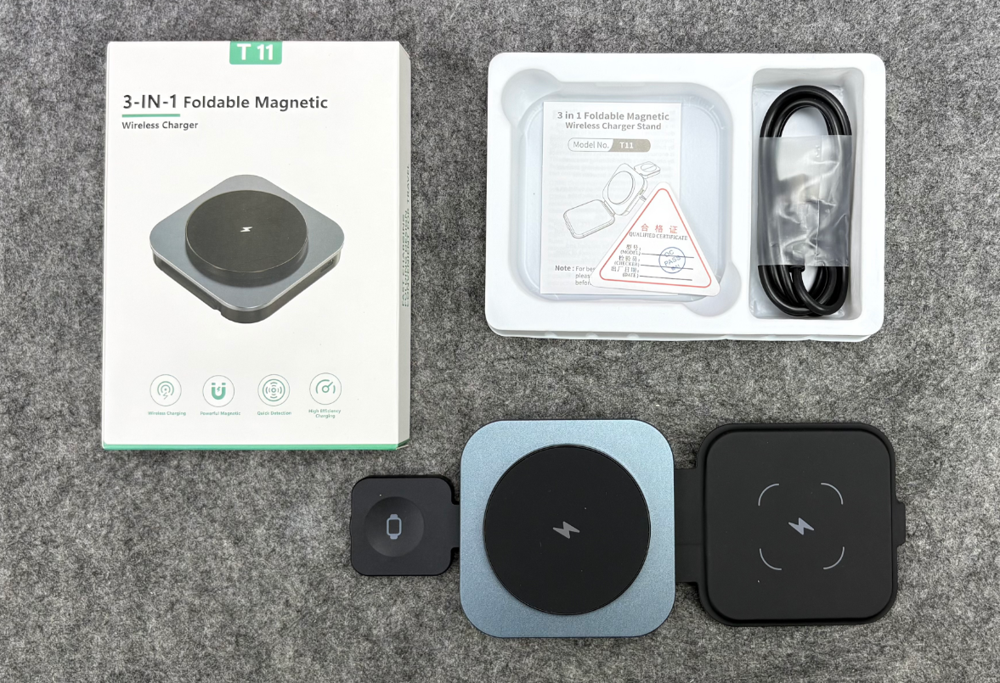 T 11
3-IN-1 Foldable Magnetic
Wireless Charger
Wireless Charging
Powerful Magnetic
Quick Detection
High Efficiency
Charging
3 in 1 Foldable Magnetic
Wireless Charger Stand
Model No. T11
Note : For
pleas
befor
合 格 证
QUALIFIED CERTIFICATE
型 号:
(MODEL)
检 验 员:
(CHECKER)
出 厂 日 期:
(DATE)
QC
PASS